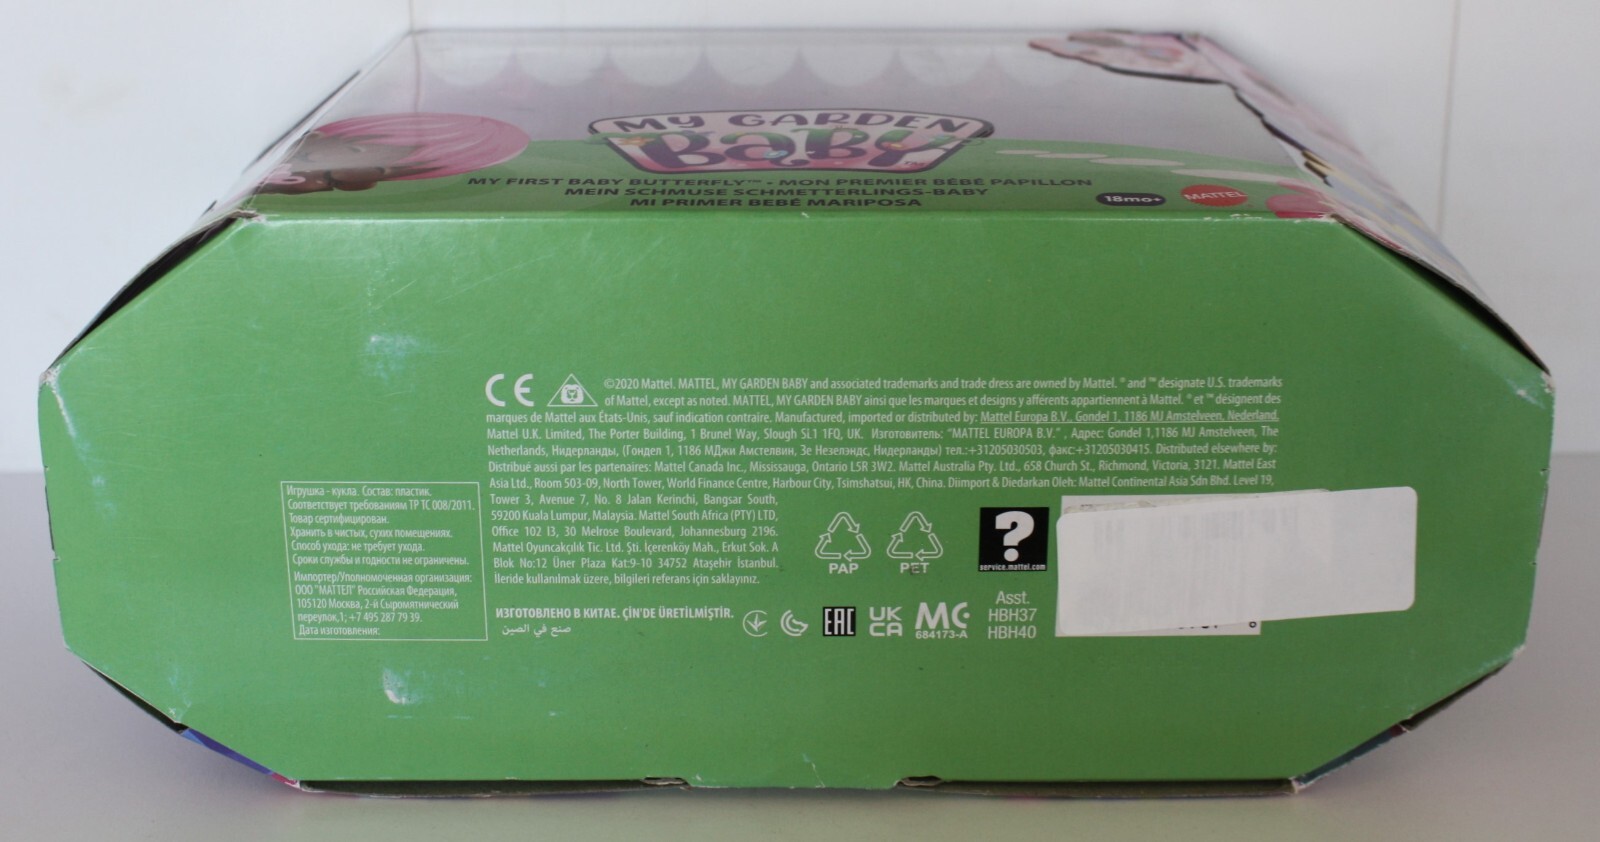 MY GARDEN
BABY™
MY FIRST BABY BUTTERFLY™ • MON PREMIER BÉBÉ PAPILLON
MEIN SCHMUSE SCHMETTERLINGS-BABY
MI PRIMER BEBÉ MARIPOSA
18mo+
MATTEL
CE
©2020 Mattel. MATTEL, MY GARDEN BABY and associated trademarks and trade dress are owned by Mattel. ® and ™ designate U.S. trademarks
of Mattel, except as noted. MATTEL, MY GARDEN BABY ainsi que les marques et designs y afférents appartiennent à Mattel. ® et ™ désignent des
marques de Mattel aux États-Unis, sauf indication contraire. Manufactured, imported or distributed by: Mattel Europa B.V., Gondel 1, 1186 MJ Amstelveen, Nederland.
Mattel U.K. Limited, The Porter Building, 1 Brunel Way, Slough SL1 1FQ, UK. Изготовитель: "MATTEL EUROPA B.V." , Адрес: Gondel 1,1186 MJ Amstelveen, The
Netherlands, Нидерланды, (Гондел 1, 1186 МДжи Амстелвин, Зе Незелэндс, Нидерланды) тел.:+31205030503, факс:+31205030415. Distributed elsewhere by:
Distribué aussi par les partenaires: Mattel Canada Inc., Mississauga, Ontario L5R 3W2. Mattel Australia Pty. Ltd., 658 Church St., Richmond, Victoria, 3121. Mattel East
Asia Ltd., Room 503-09, North Tower, World Finance Centre, Harbour City, Tsimshatsui, HK, China. Diimport & Diedarkan Oleh: Mattel Continental Asia Sdn Bhd. Level 19,
Tower 3, Avenue 7, No. 8 Jalan Kerinchi, Bangsar South,
59200 Kuala Lumpur, Malaysia. Mattel South Africa (PTY) LTD,
Office 102 I3, 30 Melrose Boulevard, Johannesburg 2196.
Mattel Oyuncakçılık Tic. Ltd. Şti. İçerenköy Mah., Erkut Sok. A
Blok No:12 Üner Plaza Kat:9-10 34752 Ataşehir İstanbul.
İleride kullanılmak üzere, bilgileri referans için saklayınız.
ИЗГОТОВЛЕНО В КИТАЕ. ÇİN'DE ÜRETİLMİŞTİR.
صنع في الصين
Игрушка - кукла. Состав: пластик.
Соответствует требованиям ТР ТС 008/2011.
Товар сертифицирован.
Хранить в чистых, сухих помещениях.
Способ ухода: не требует ухода.
Сроки службы и годности не ограничены.
Импортер/Уполномоченная организация:
ООО "МАТТЕЛ" Российская Федерация,
105120 Москва, 2-й Сыромятнический
переулок,1; +7 495 287 79 39.
Дата изготовления:
PAP
PET
?
service.mattel.com
EAC
UK
CA
MC
684173-A
Asst.
HBH37
HBH40